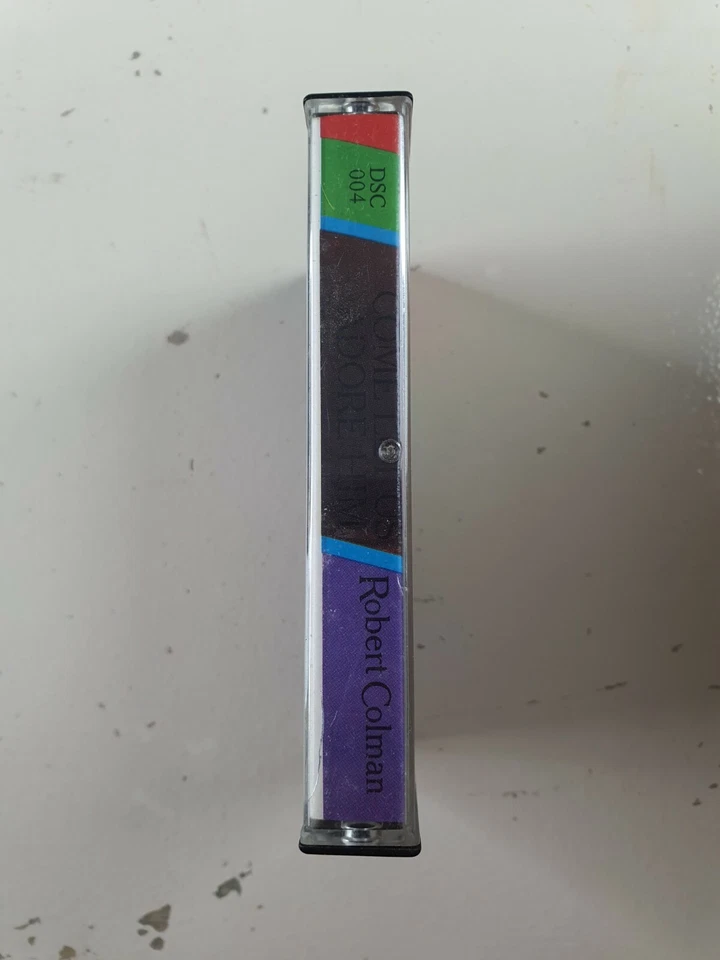 DSC
004
COME LET US
ADORE HIM
Robert Colman